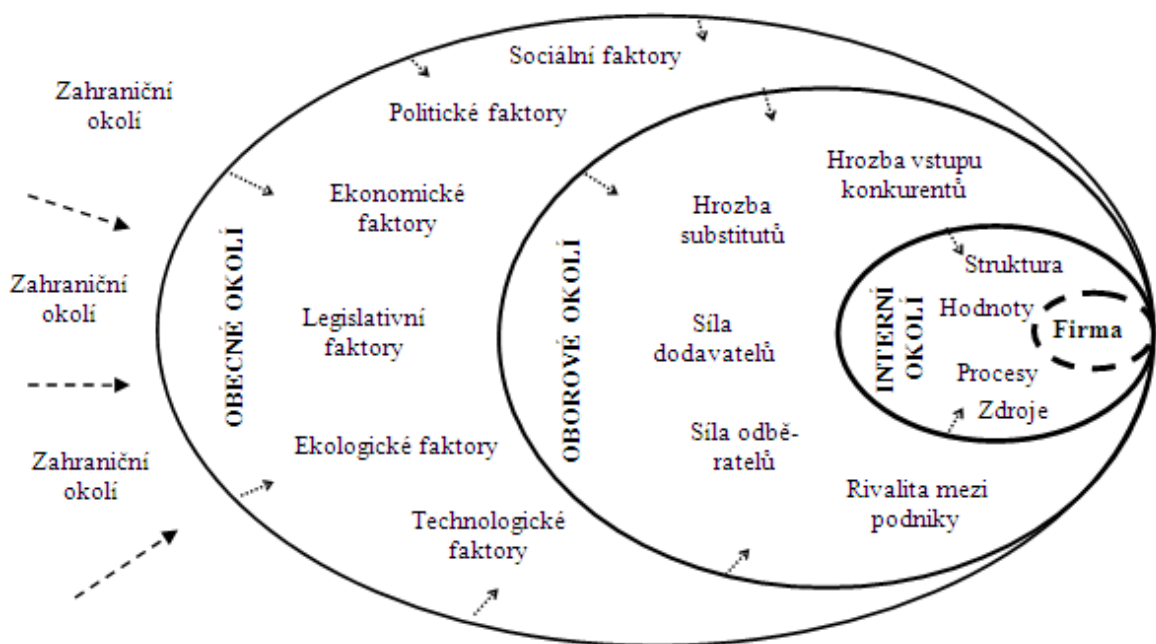 Zahraniční
okolí
Zahraniční
okolí
Zahraniční
okolí
OBECNÉ OKOLÍ
Sociální faktory
Politické faktory
Ekonomické
faktory
Legislativní
faktory
Ekologické faktory
Technologické
faktory
OBOROVÉ OKOLÍ
Hrozba vstupu
konkurentů
Hrozba
substitutů
Síla
dodavatelů
Síla odbě-
ratelů
Rivalita mezi
podniky
INTERNÍ
OKOLÍ
Struktura
Hodnoty
Procesy
Zdroje
Firma